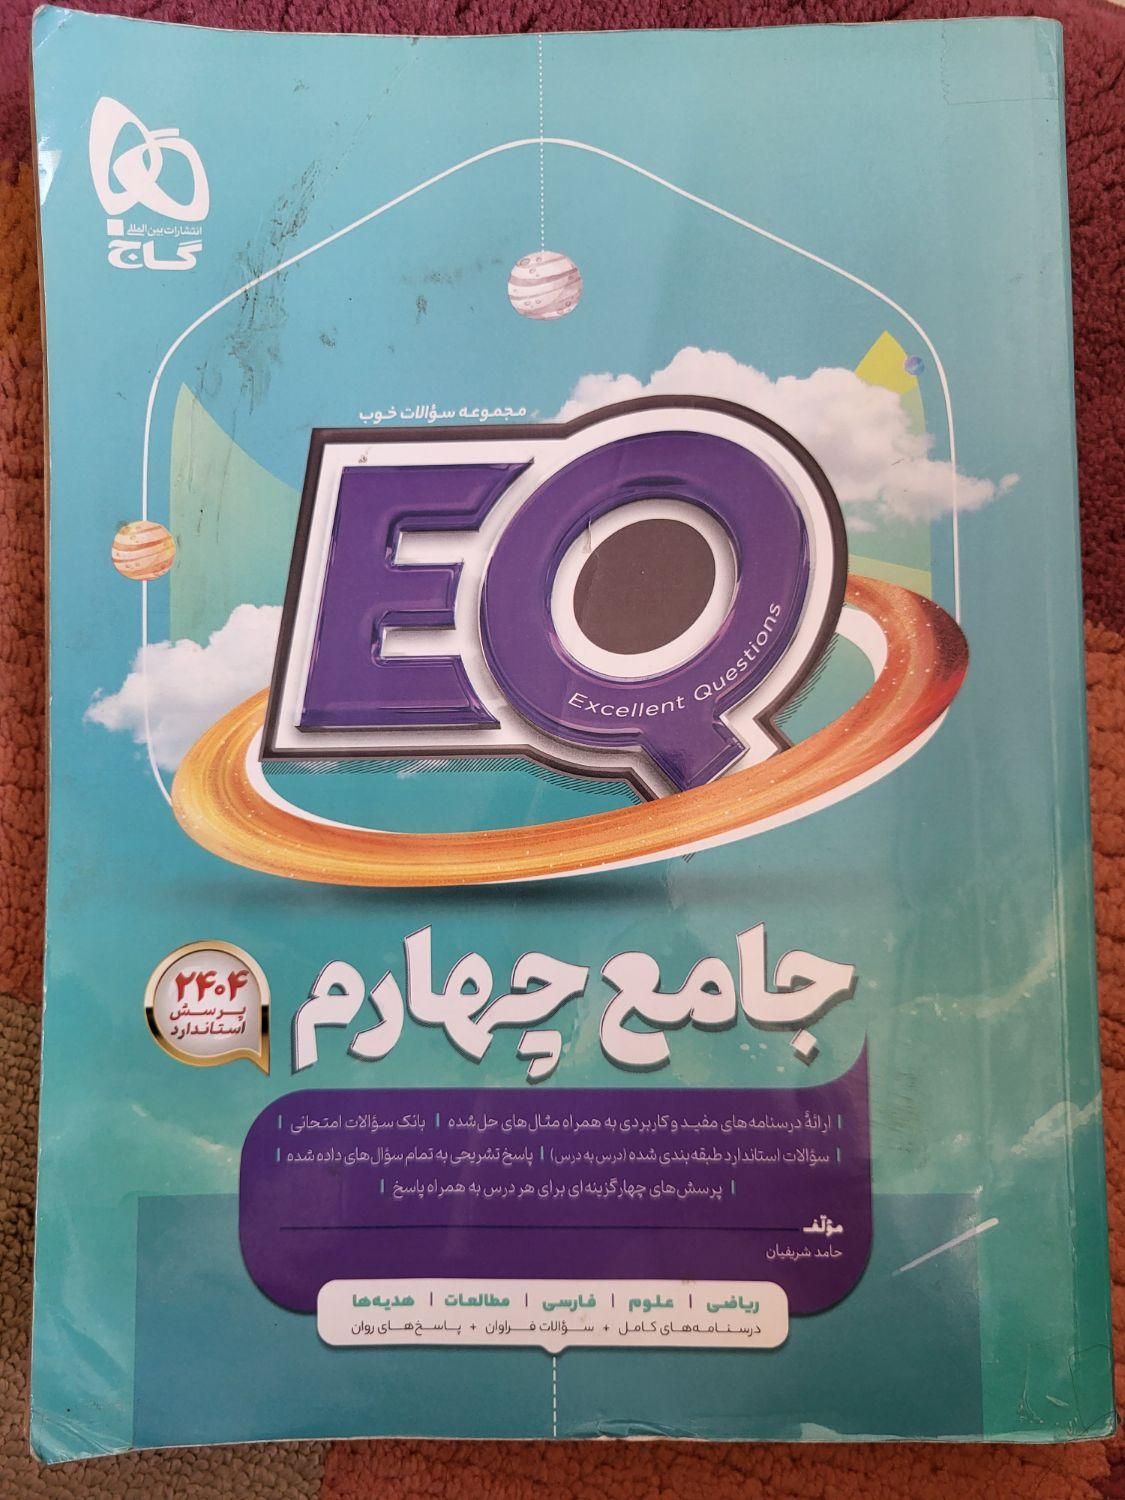 انتشارات بین‌المللی
گاج
مجموعه سؤالات خوب
EQ
Excellent Questions
جامع چهارم
۲۴۰۴
پرسش
استاندارد
| ارائهٔ درسنامه‌های مفید و کاربردی به همراه مثال‌های حل‌شده | بانک سؤالات امتحانی |
| سؤالات استاندارد طبقه‌بندی شده (درس به درس) | پاسخ تشریحی به تمام سؤال‌های داده شده |
| پرسش‌های چهارگزینه‌ای برای هر درس به همراه پاسخ |
مؤلّف
حامد شریفیان
ریاضی | علوم | فارسی | مطالعات | هدیه‌ها
درسنامه‌های کامل + سؤالات فراوان + پاسخ‌های روان